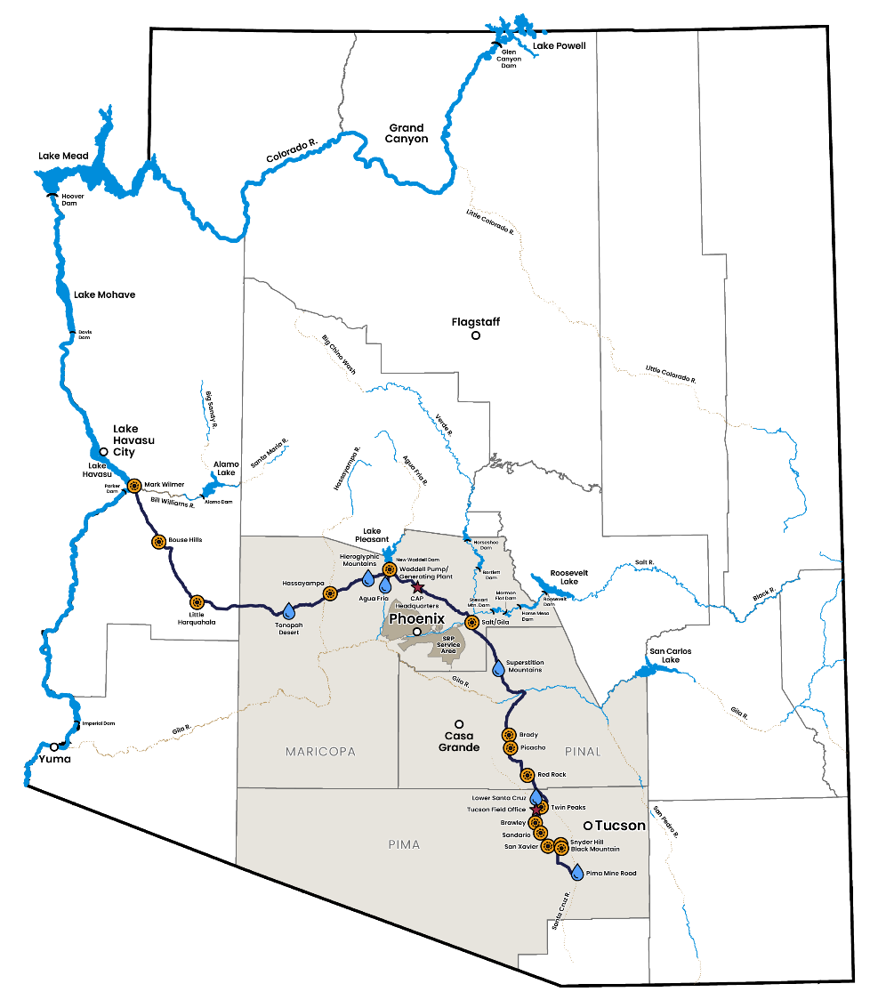 Lake Powell
Glen
Canyon
Dam
Grand
Canyon
Colorado R.
Lake Mead
Hoover
Dam
Little Colorado R.
Lake Mohave
Davis
Dam
Flagstaff
Big Chino Wash
Little Colorado R.
Big Sandy R.
Verde R.
Lake
Havasu
City
Lake
Havasu
Santa Maria R.
Alamo
Lake
Hassayampa R.
Agua Fria R.
Parker
Dam
Mark Wilmer
Bill Williams R.
Alamo Dam
Bouse Hills
Lake
Pleasant
Horseshoe
Dam
Hieroglyphic
Mountains
New Waddell Dam
Waddell Pump/
Generating Plant
Bartlett
Dam
Roosevelt
Lake
Salt R.
Black R.
Hassayampa
Agua Fria
CAP
Headquarters
Stewart
Mtn. Dam
Mormon
Flat Dam
Roosevelt
Dam
Horse Mesa
Dam
Little
Harquahala
Tonopah
Desert
Phoenix
Salt/Gila
SRP
Service
Area
San Carlos
Lake
Superstition
Mountains
Gila R.
Gila R.
Imperial Dam
Gila R.
Yuma
Casa
Grande
Brady
Picacho
MARICOPA
PINAL
Red Rock
Lower Santa Cruz
Twin Peaks
Tucson Field Office
Brawley
Tucson
San Pedro R.
Sandario
PIMA
San Xavier
Snyder Hill
Black Mountain
Pima Mine Road
Santa Cruz R.